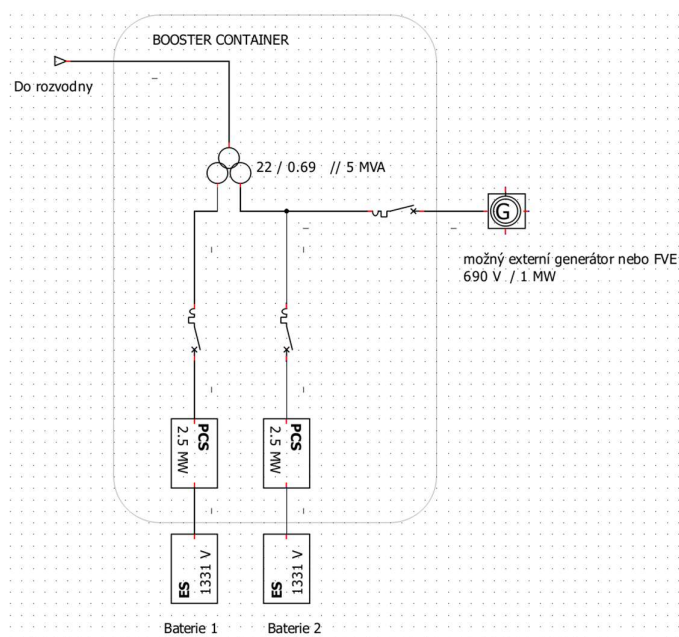 BOOSTER CONTAINER
Do rozvodny
22 / 0.69 // 5 MVA
G
možný externí generátor nebo FVE
690 V / 1 MW
PCS
2.5 MW
PCS
2.5 MW
ES
1331 V
ES
1331 V
Baterie 1
Baterie 2